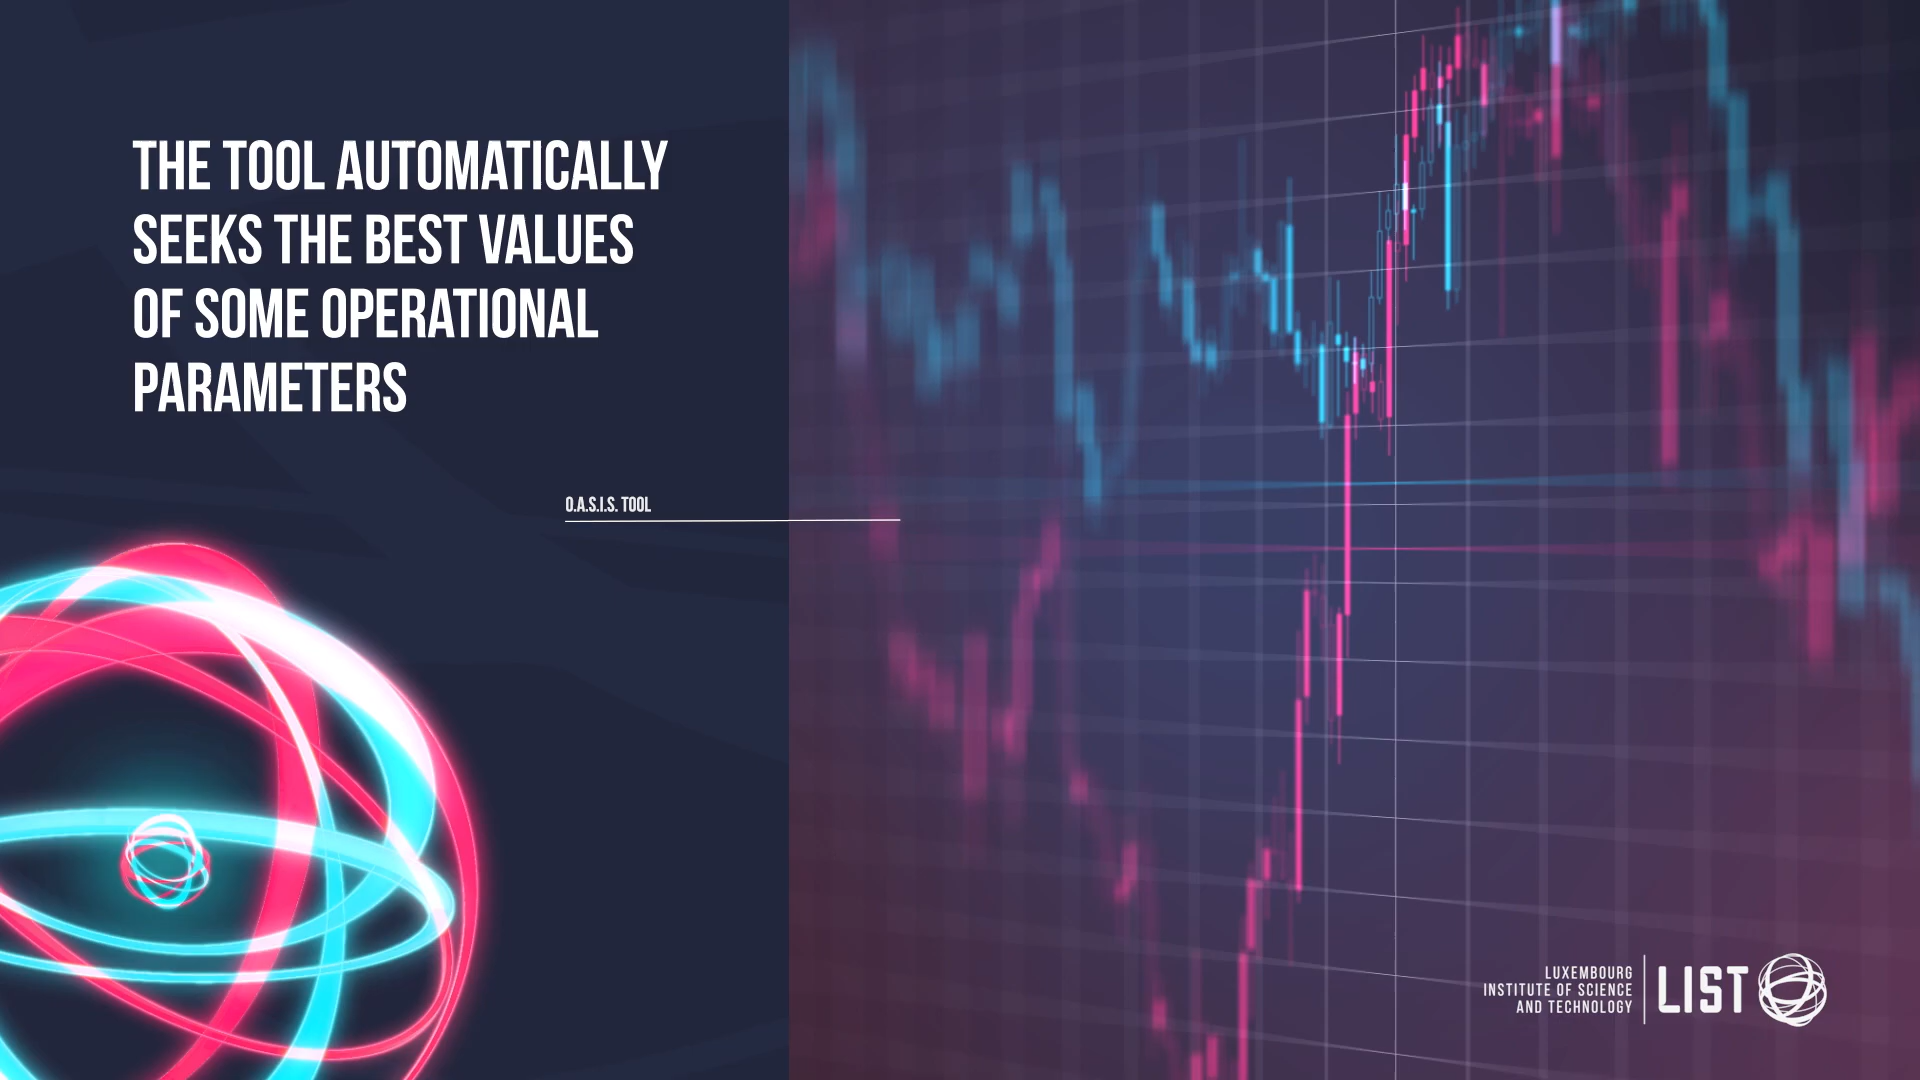 THE TOOL AUTOMATICALLY
SEEKS THE BEST VALUES
OF SOME OPERATIONAL
PARAMETERS
O.A.S.I.S. TOOL
LUXEMBOURG
INSTITUTE OF SCIENCE
AND TECHNOLOGY
LIST